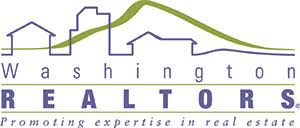 Washington
REALTORS®
Promoting expertise in real estate